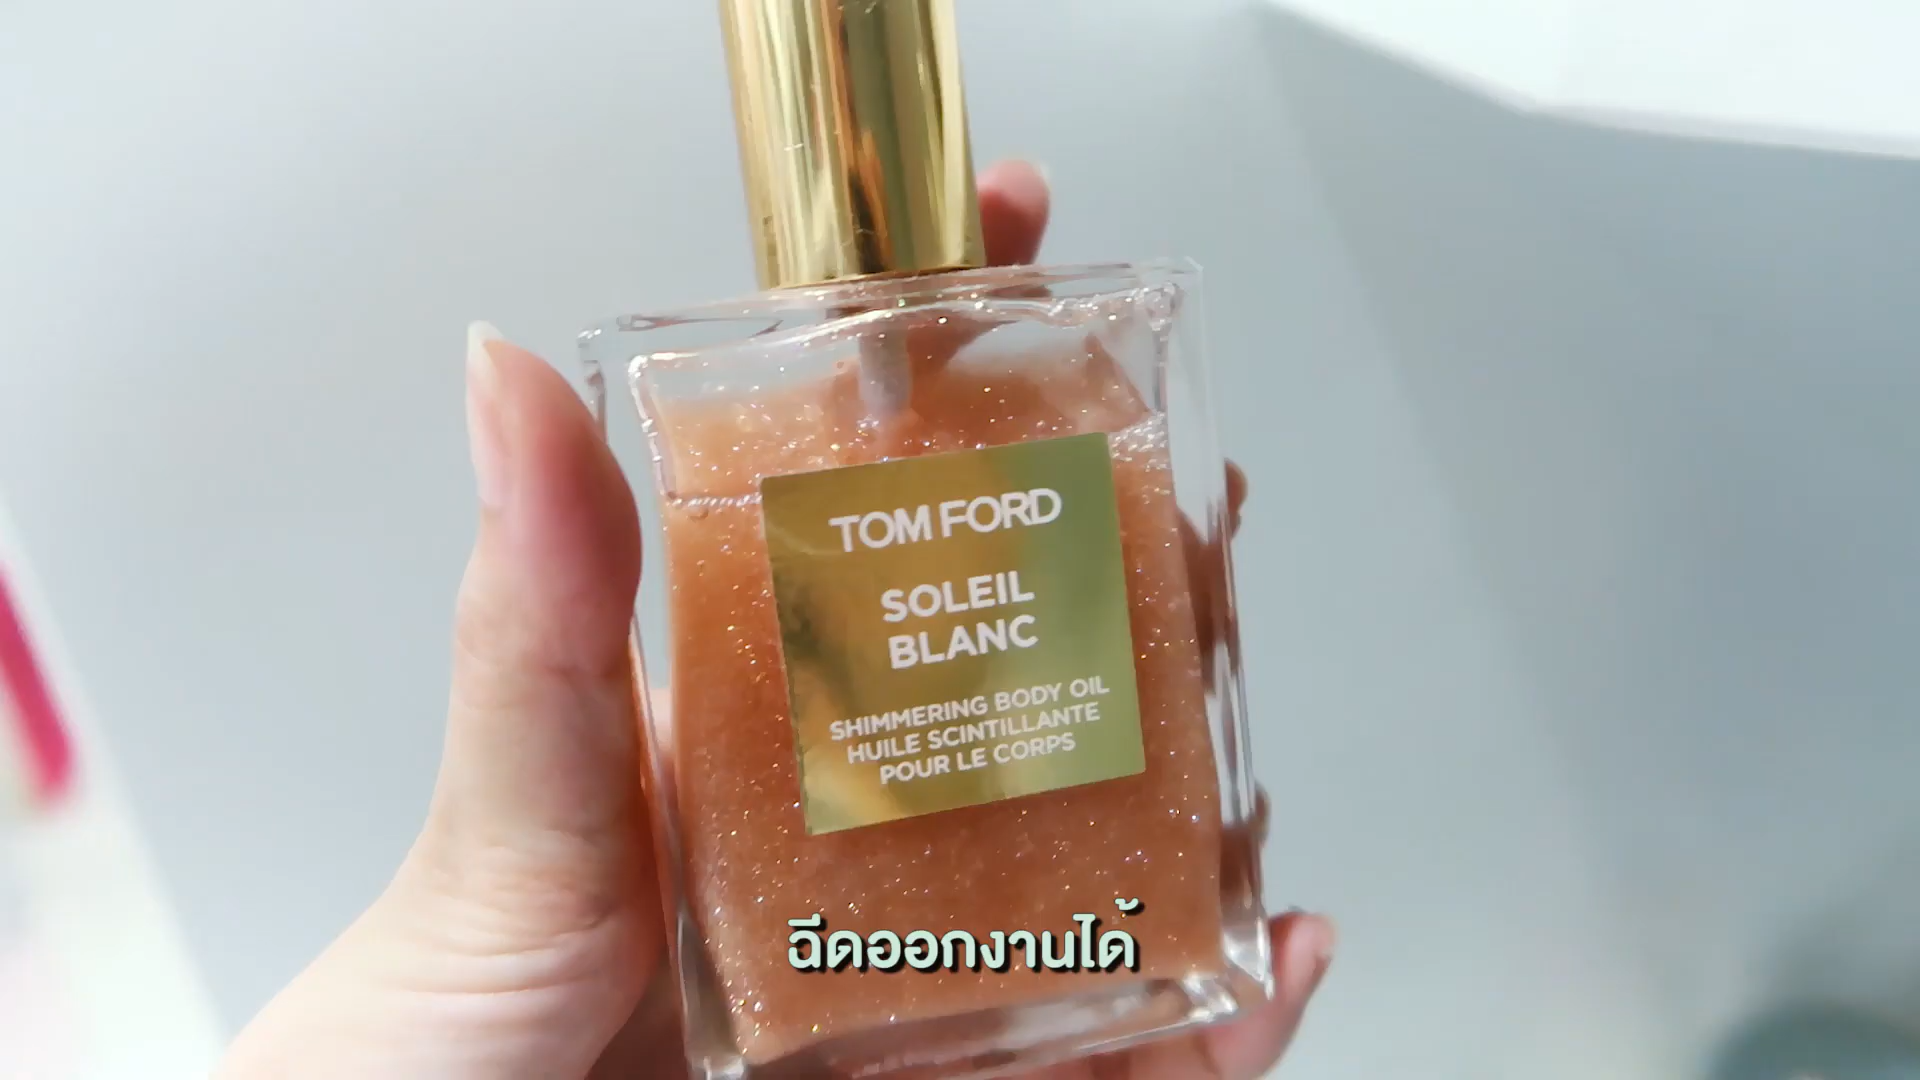 TOM FORD
SOLEIL
BLANC
SHIMMERING BODY OIL
HUILE SCINTILLANTE
POUR LE CORPS
ฉีดออกงานได้